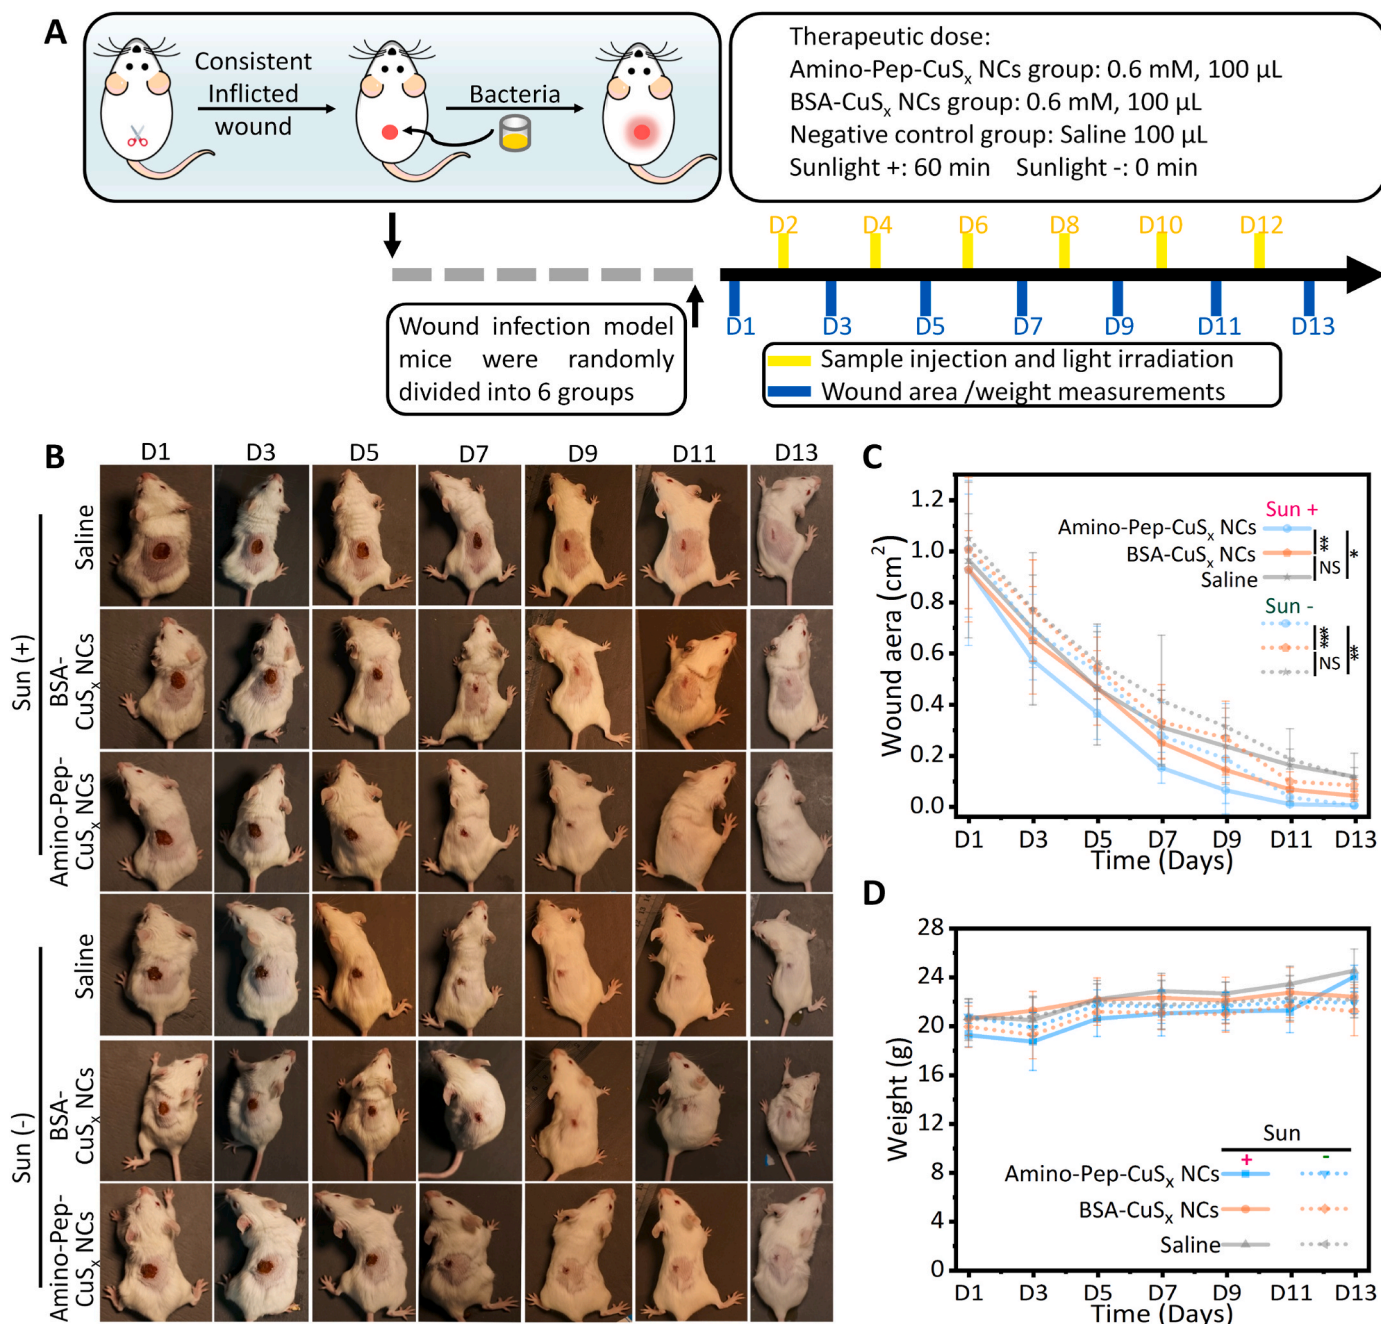 A
Consistent
Inflicted
wound
Bacteria
Therapeutic dose:
Amino-Pep-CuSₓ NCs group: 0.6 mM, 100 µL
BSA-CuSₓ NCs group: 0.6 mM, 100 µL
Negative control group: Saline 100 µL
Sunlight +: 60 min Sunlight -: 0 min
D2 D4 D6 D8 D10 D12
D1 D3 D5 D7 D9 D11 D13
Wound infection model
mice were randomly
divided into 6 groups
Sample injection and light irradiation
Wound area /weight measurements
B
D1 D3 D5 D7 D9 D11 D13
Sun (+)
Saline
BSA-
CuSₓ NCs
Amino-Pep-
CuSₓ NCs
Sun (-)
Saline
BSA-
CuSₓ NCs
Amino-Pep-
CuSₓ NCs
C
Wound aera (cm²)
1.2
1.0
0.8
0.6
0.4
0.2
0.0
Sun +
Amino-Pep-CuSₓ NCs
BSA-CuSₓ NCs
Saline
** * NS
Sun -
*** ** NS
D1 D3 D5 D7 D9 D11 D13
Time (Days)
D
Weight (g)
28
24
20
16
12
8
4
0
Sun
+ -
Amino-Pep-CuSₓ NCs
BSA-CuSₓ NCs
Saline
D1 D3 D5 D7 D9 D11 D13
Time (Days)